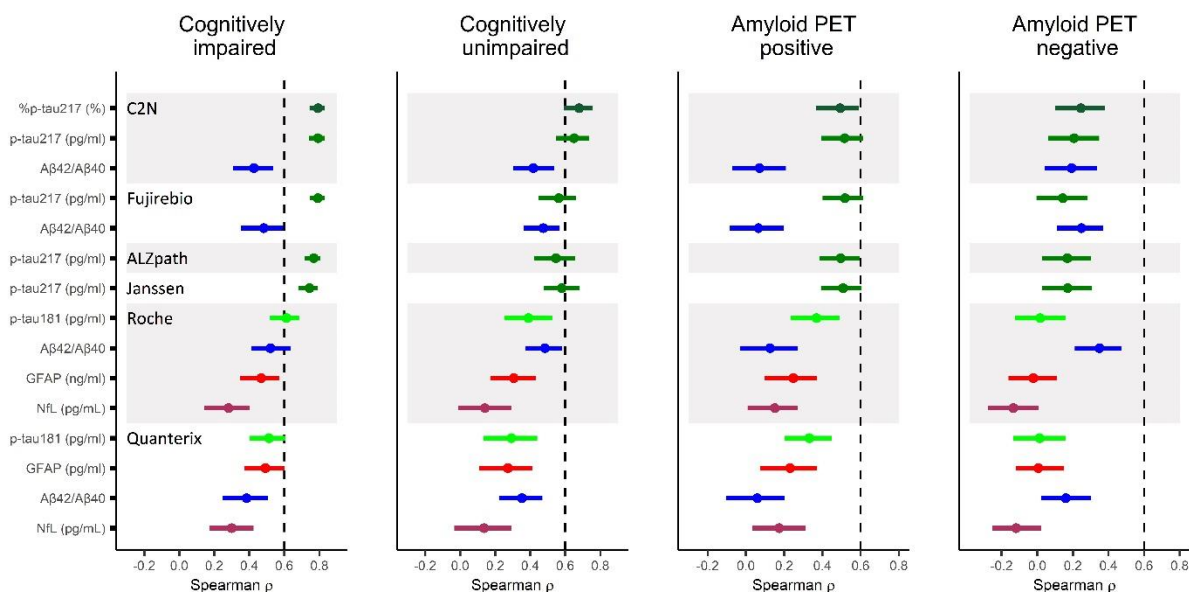 Cognitively
impaired
Cognitively
unimpaired
Amyloid PET
positive
Amyloid PET
negative
%p-tau217 (%) C2N
p-tau217 (pg/ml)
Aβ42/Aβ40
p-tau217 (pg/ml) Fujirebio
Aβ42/Aβ40
p-tau217 (pg/ml) ALZpath
p-tau217 (pg/ml) Janssen
p-tau181 (pg/ml) Roche
Aβ42/Aβ40
GFAP (ng/ml)
NfL (pg/mL)
p-tau181 (pg/ml) Quanterix
GFAP (pg/ml)
Aβ42/Aβ40
NfL (pg/mL)
-0.2 0.0 0.2 0.4 0.6 0.8 -0.2 0.0 0.2 0.4 0.6 0.8 -0.2 0.0 0.2 0.4 0.6 0.8 -0.2 0.0 0.2 0.4 0.6 0.8
Spearman ρ Spearman ρ Spearman ρ Spearman ρ